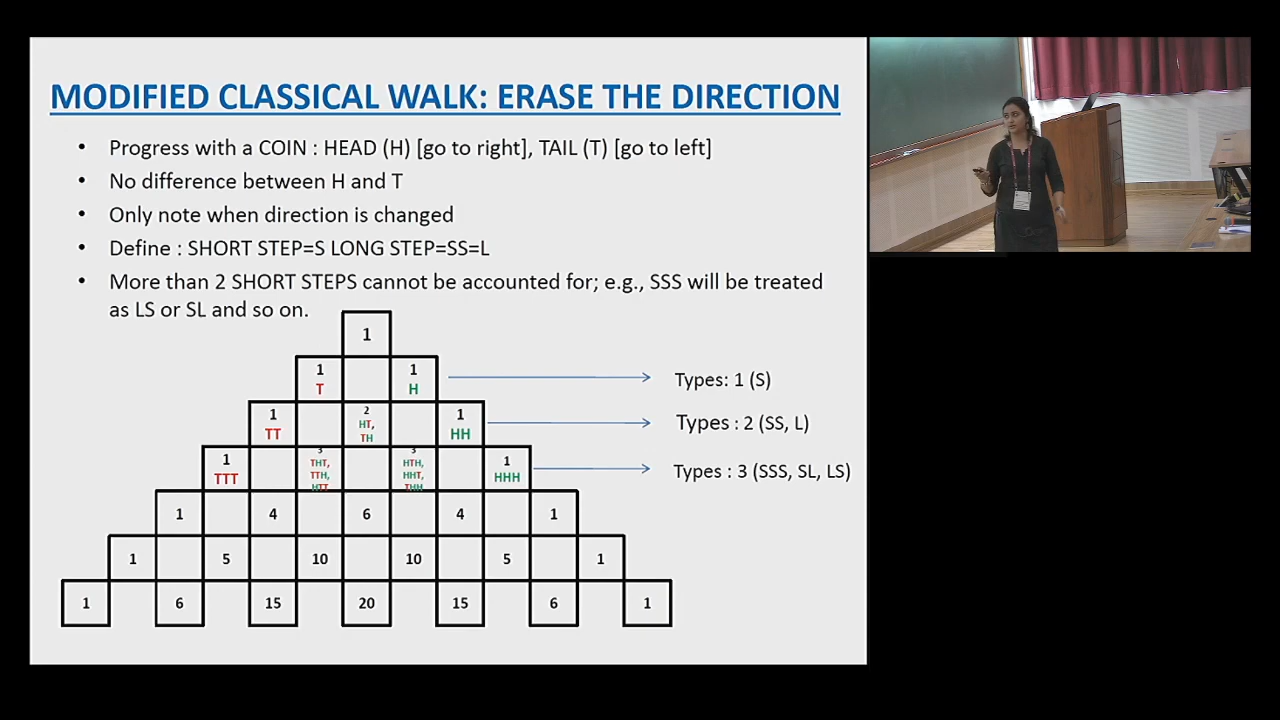 MODIFIED CLASSICAL WALK: ERASE THE DIRECTION
• Progress with a COIN : HEAD (H) [go to right], TAIL (T) [go to left]
• No difference between H and T
• Only note when direction is changed
• Define : SHORT STEP=S LONG STEP=SS=L
• More than 2 SHORT STEPS cannot be accounted for; e.g., SSS will be treated
as LS or SL and so on.
1
1 1
T H
Types: 1 (S)
1 2 1
TT HT, HH
TH
Types : 2 (SS, L)
1 3 3 1
TTT THT, HTH, HHH
TTH, HHT,
HTT THH
Types : 3 (SSS, SL, LS)
1 4 6 4 1
1 5 10 10 5 1
1 6 15 20 15 6 1